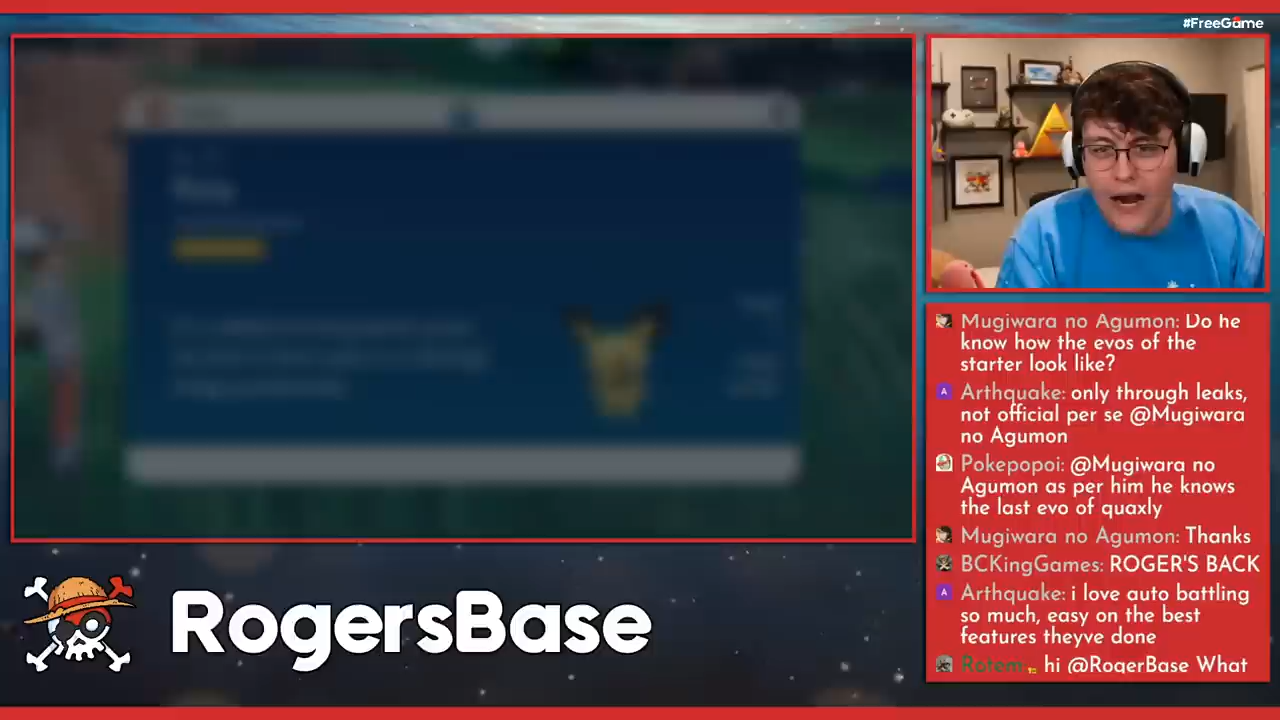 #FreeGame
Mugiwara no Agumon: Do he
know how the evos of the
starter look like?
Arthquake: only through leaks,
not official per se @Mugiwara
no Agumon
Pokepopoi: @Mugiwara no
Agumon as per him he knows
the last evo of quaxly
Mugiwara no Agumon: Thanks
BCKingGames: ROGER'S BACK
Arthquake: i love auto battling
so much, easy on the best
features theyve done
Rotem hi @RogerBase What
RogersBase